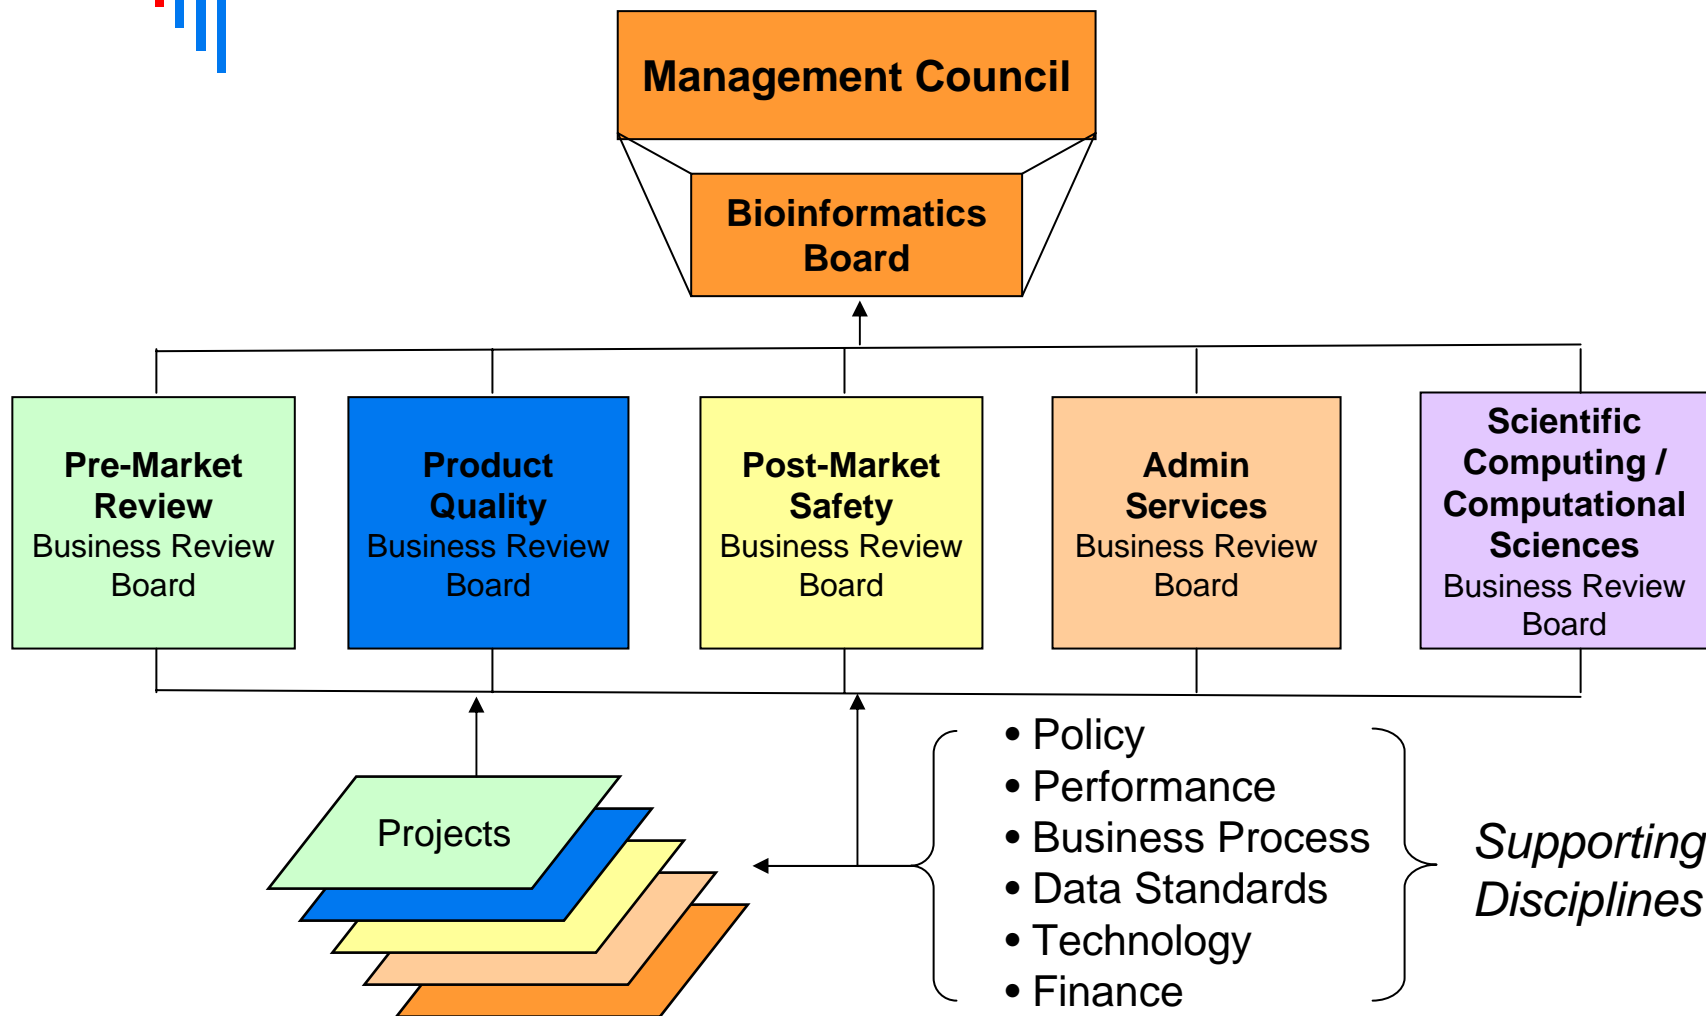 Management Council
Bioinformatics
Board
Pre-Market
Review
Business Review
Board
Product
Quality
Business Review
Board
Post-Market
Safety
Business Review
Board
Admin
Services
Business Review
Board
Scientific
Computing /
Computational
Sciences
Business Review
Board
Projects
• Policy
• Performance
• Business Process
• Data Standards
• Technology
• Finance
Supporting
Disciplines